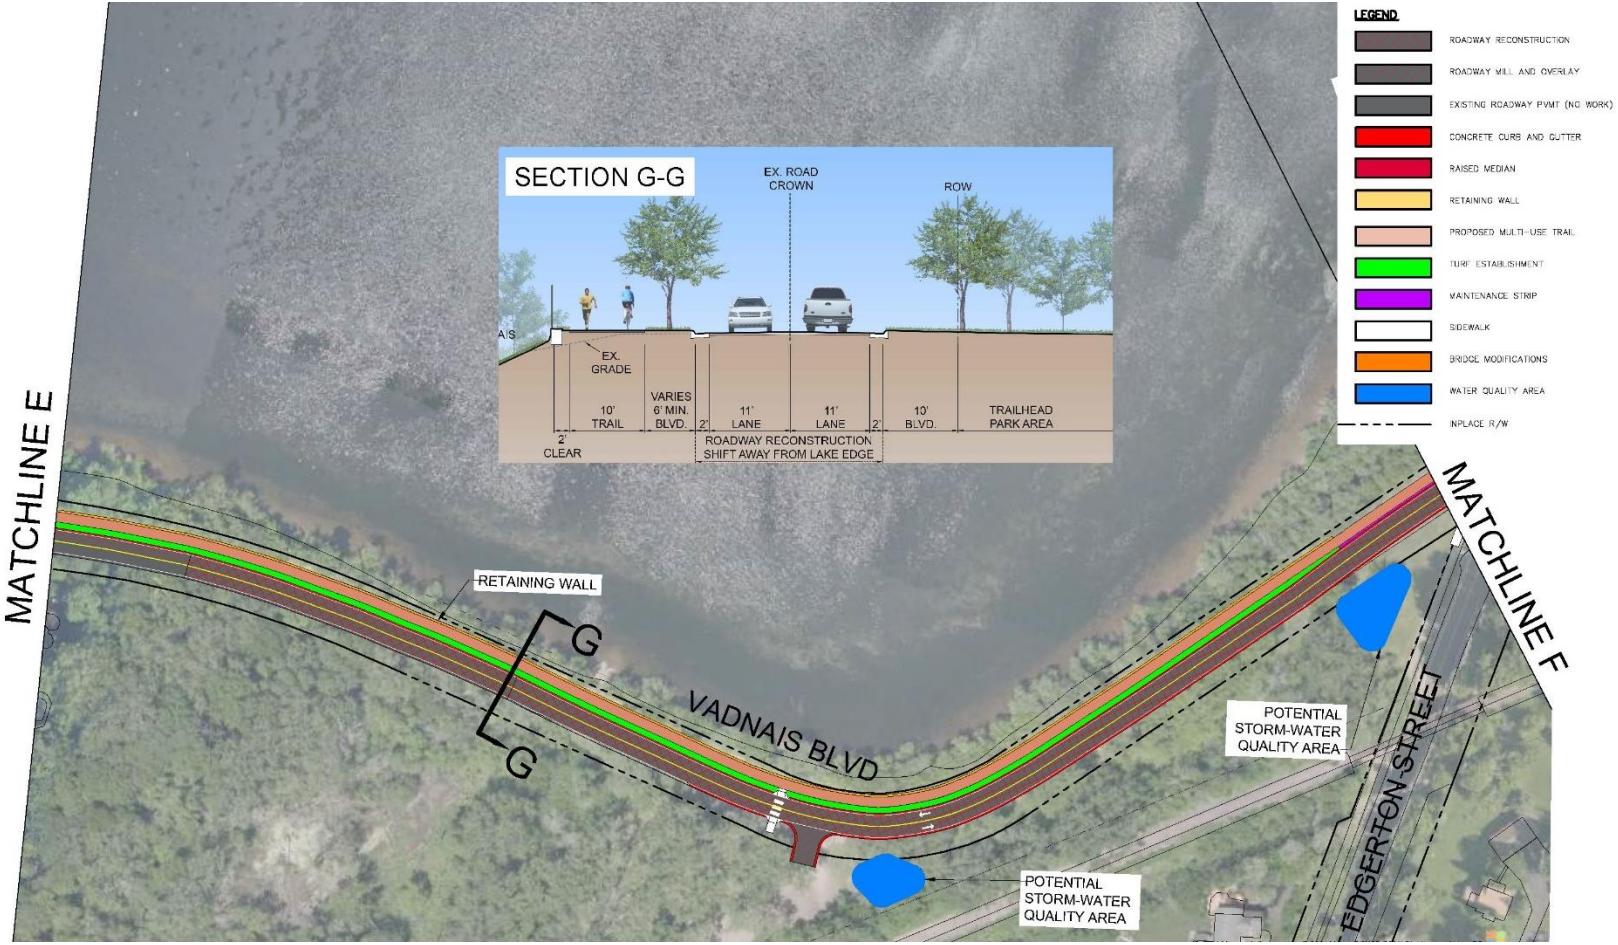 LEGEND
ROADWAY RECONSTRUCTION
ROADWAY MILL AND OVERLAY
EXISTING ROADWAY PVMT (NO WORK)
CONCRETE CURB AND GUTTER
RAISED MEDIAN
RETAINING WALL
PROPOSED MULTI-USE TRAIL
TURF ESTABLISHMENT
MAINTENANCE STRIP
SIDEWALK
BRIDGE MODIFICATIONS
WATER QUALITY AREA
INPLACE R/W
SECTION G-G
EX. ROAD
CROWN
ROW
AIS
EX.
GRADE
2'
CLEAR
10'
TRAIL
VARIES
6' MIN.
BLVD.
2'
11'
LANE
11'
LANE
2'
10'
BLVD.
TRAILHEAD
PARK AREA
ROADWAY RECONSTRUCTION
SHIFT AWAY FROM LAKE EDGE
MATCHLINE E
MATCHLINE F
RETAINING WALL
G
G
VADNAIS BLVD
POTENTIAL
STORM-WATER
QUALITY AREA
POTENTIAL
STORM-WATER
QUALITY AREA
EDGERTON STREET